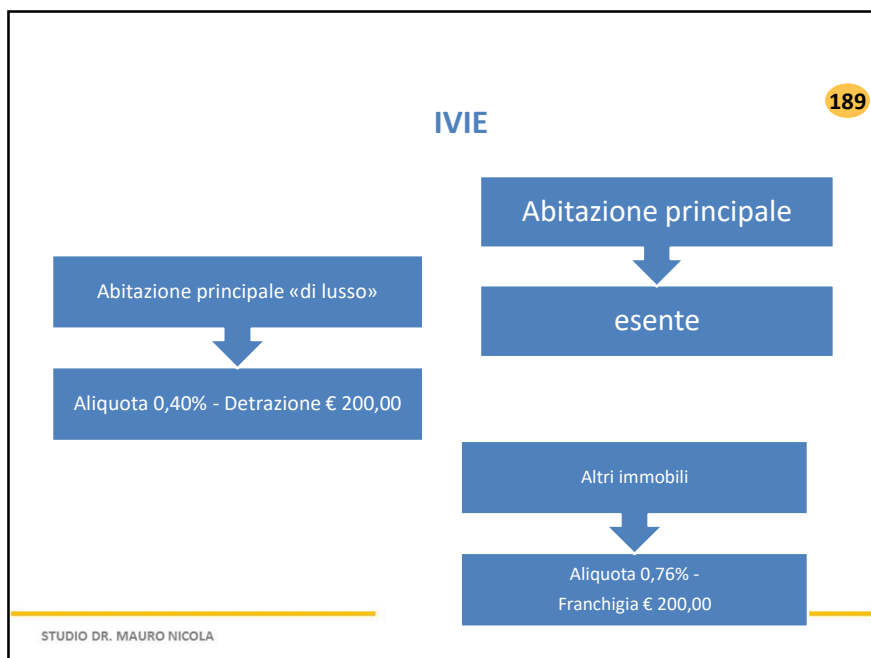 189
IVIE
Abitazione principale
esente
Abitazione principale «di lusso»
Aliquota 0,40% - Detrazione € 200,00
Altri immobili
Aliquota 0,76% -
Franchigia € 200,00
STUDIO DR. MAURO NICOLA